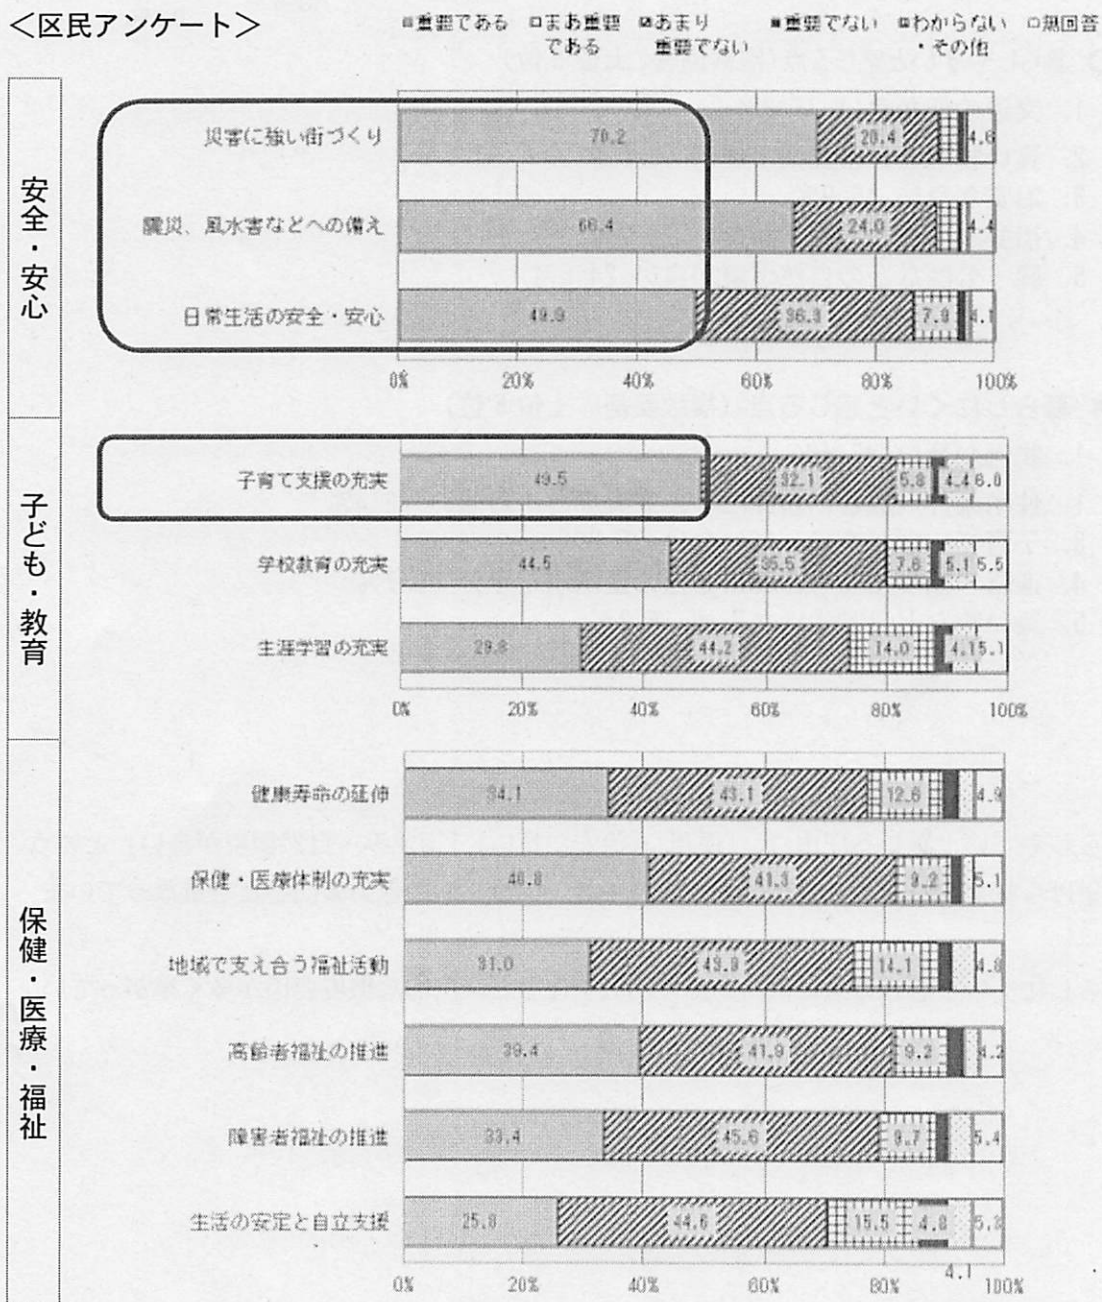 ＜区民アンケート＞
重要である まあ重要である あまり重要でない 重要でない わからない・その他 無回答
安全・安心
災害に強い街づくり 70.2 20.4 4.6
震災、風水害などへの備え 66.4 24.0 4.4
日常生活の安全・安心 49.9 36.3 7.9 4.1
0% 20% 40% 60% 80% 100%
子ども・教育
子育て支援の充実 49.5 32.1 5.8 4.4 6.0
学校教育の充実 44.5 35.5 7.6 5.1 5.5
生涯学習の充実 29.8 44.2 14.0 4.1 5.1
0% 20% 40% 60% 80% 100%
保健・医療・福祉
健康寿命の延伸 34.1 43.1 12.6 4.9
保健・医療体制の充実 41.3 9.2 5.1
地域で支え合う福祉活動 31.0 43.9 14.1 4.8
高齢者福祉の推進 39.4 41.9 9.2 4.2
障害者福祉の推進 33.4 45.6 9.7 5.4
生活の安定と自立支援 25.8 44.6 15.5 4.8 5.3
4.1
0% 20% 40% 60% 80% 100%